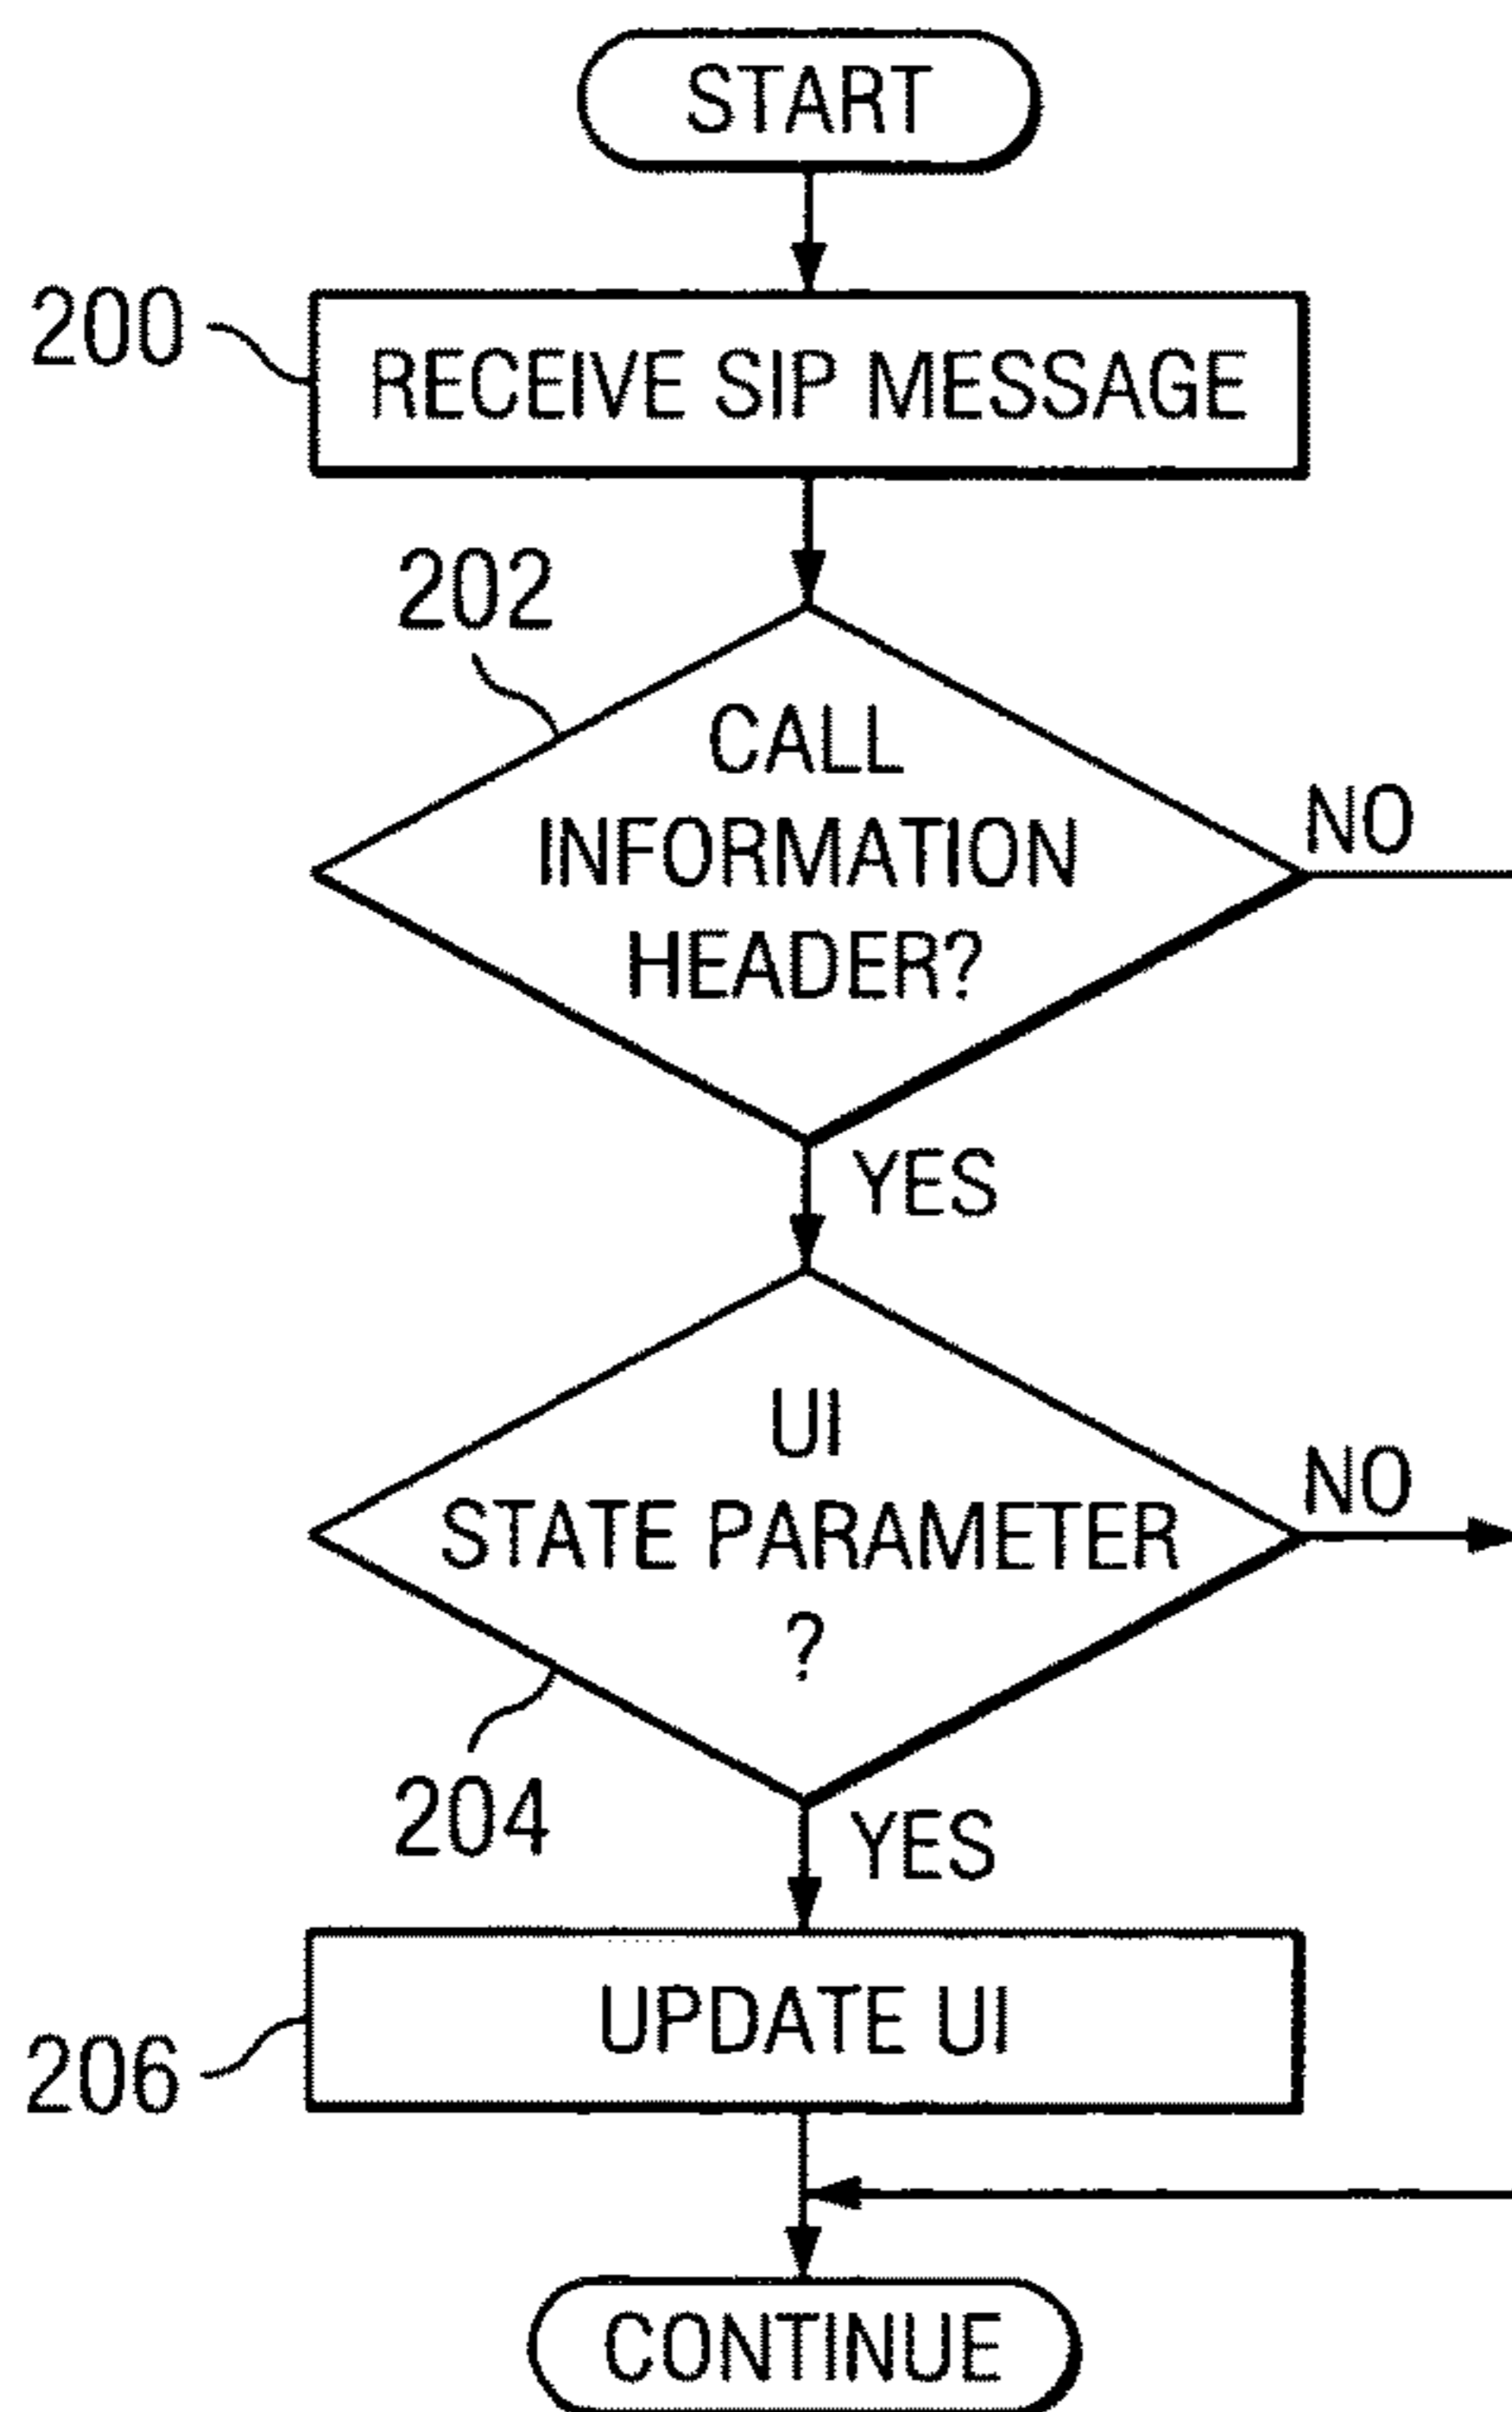 START
200
RECEIVE SIP MESSAGE
202
CALL
INFORMATION
HEADER?
NO
YES
UI
STATE PARAMETER
?
NO
204
YES
UPDATE UI
206
CONTINUE